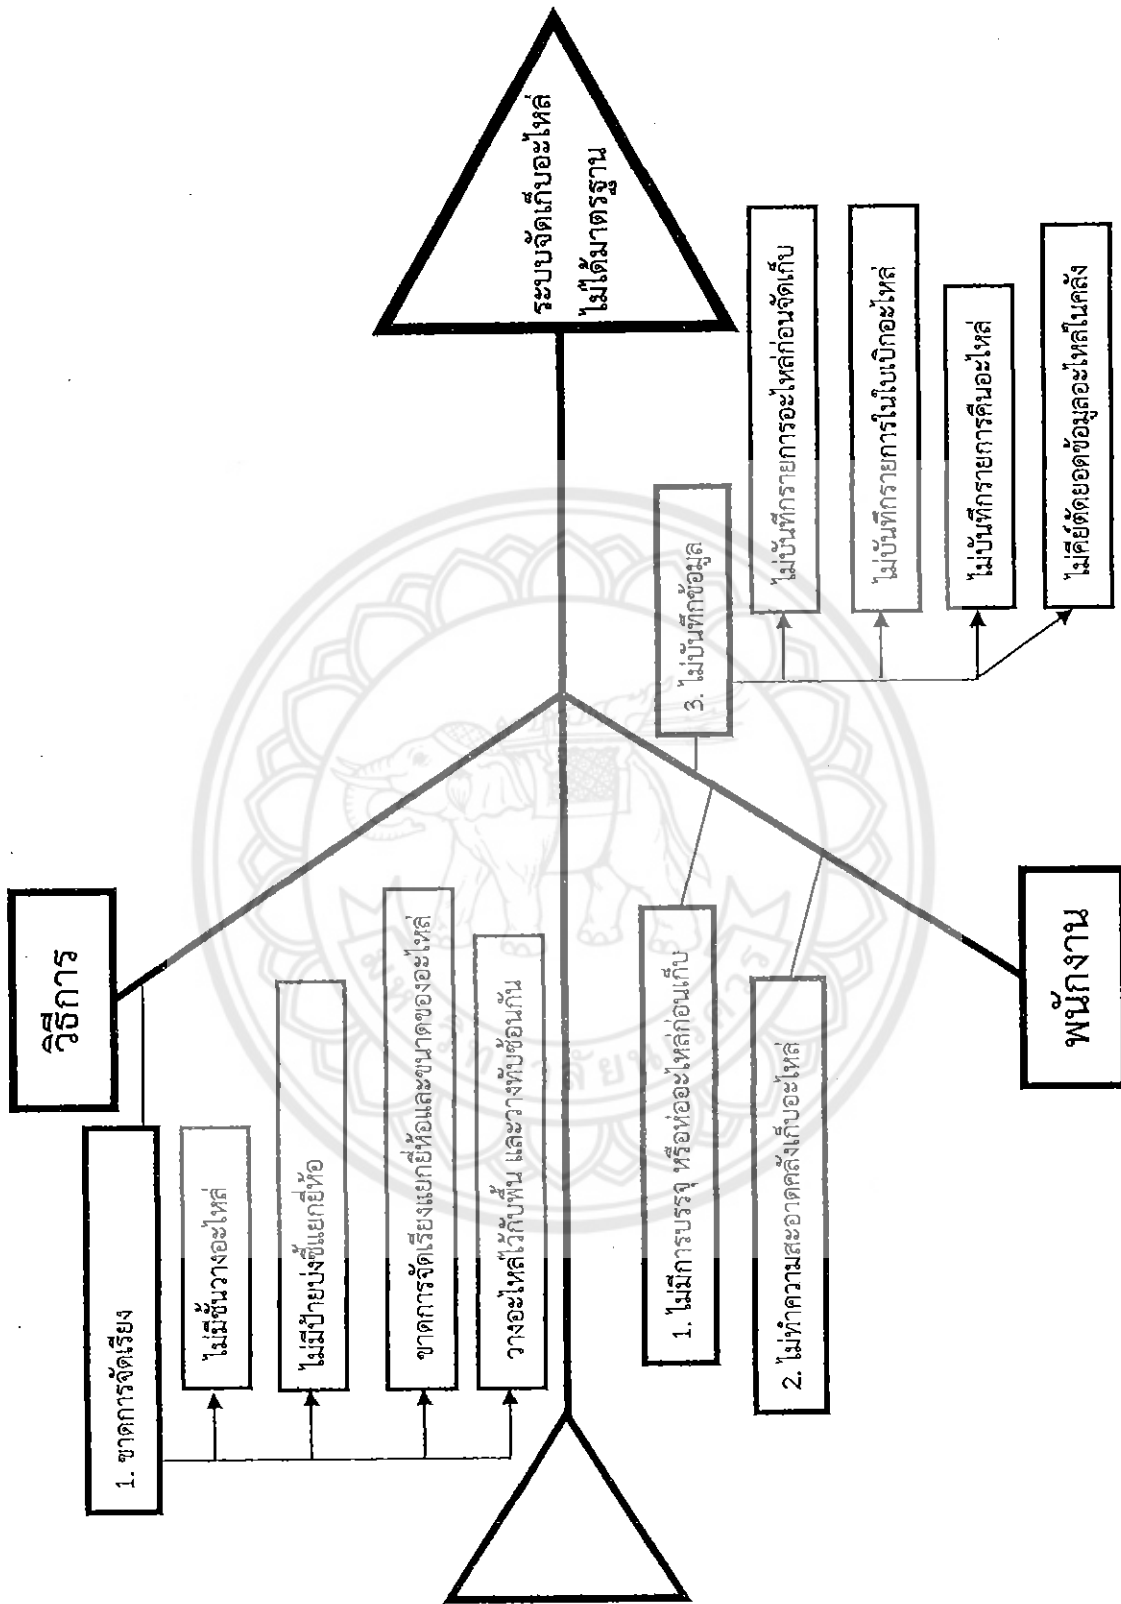 วิธีการ
1. ขาดการจัดเรียง
ไม่มีชั้นวางอะไหล่
ไม่มีป้ายบ่งชี้แยกยี่ห้อ
ขาดการจัดเรียงแยกยี่ห้อและขนาดของอะไหล่
วางอะไหล่ไว้กับพื้น และวางทับซ้อนกัน
ระบบจัดเก็บอะไหล่
ไม่ได้มาตรฐาน
1. ไม่มีการบรรจุ หรือห่ออะไหล่ก่อนเก็บ
2. ไม่ทำความสะอาดคลังเก็บอะไหล่
3. ไม่บันทึกข้อมูล
ไม่บันทึกรายการอะไหล่ก่อนจัดเก็บ
ไม่บันทึกรายการในใบเบิกอะไหล่
ไม่บันทึกรายการคืนอะไหล่
ไม่คีย์ตัดยอดข้อมูลอะไหล่ในคลัง
พนักงาน
มหาวิทยาลัยนเรศวร